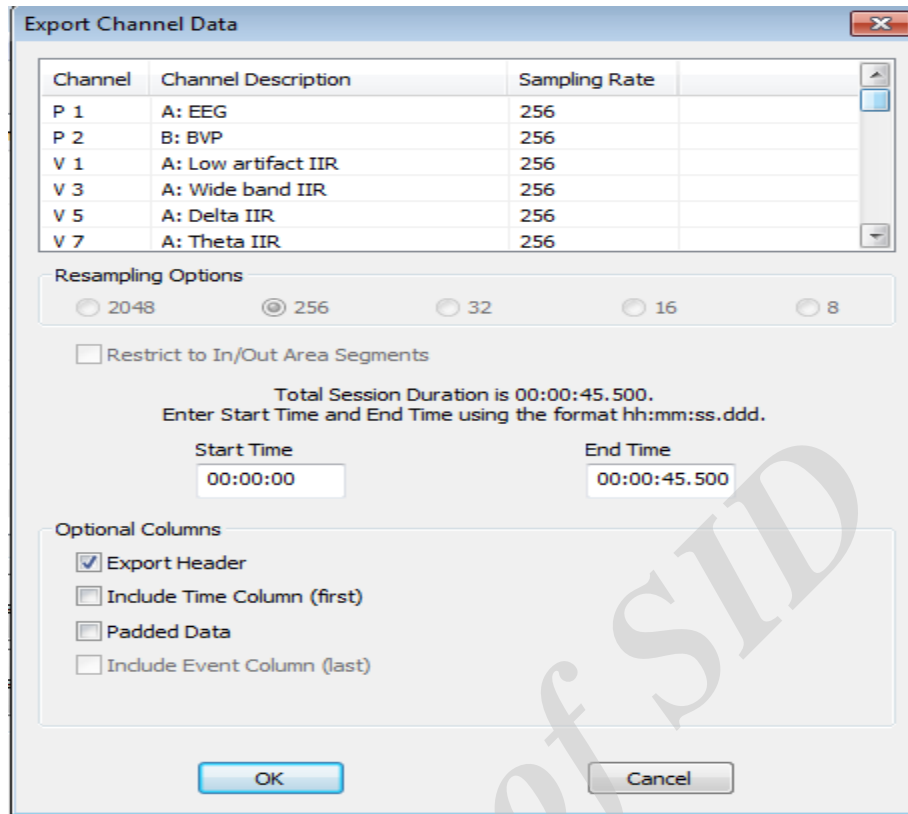 Export Channel Data
Channel Channel Description Sampling Rate
P 1 A: EEG 256
P 2 B: BVP 256
V 1 A: Low artifact IIR 256
V 3 A: Wide band IIR 256
V 5 A: Delta IIR 256
V 7 A: Theta IIR 256
Resampling Options
2048 256 32 16 8
Restrict to In/Out Area Segments
Total Session Duration is 00:00:45.500.
Enter Start Time and End Time using the format hh:mm:ss.ddd.
Start Time End Time
00:00:00 00:00:45.500
Optional Columns
Export Header
Include Time Column (first)
Padded Data
Include Event Column (last)
OK Cancel
of SID